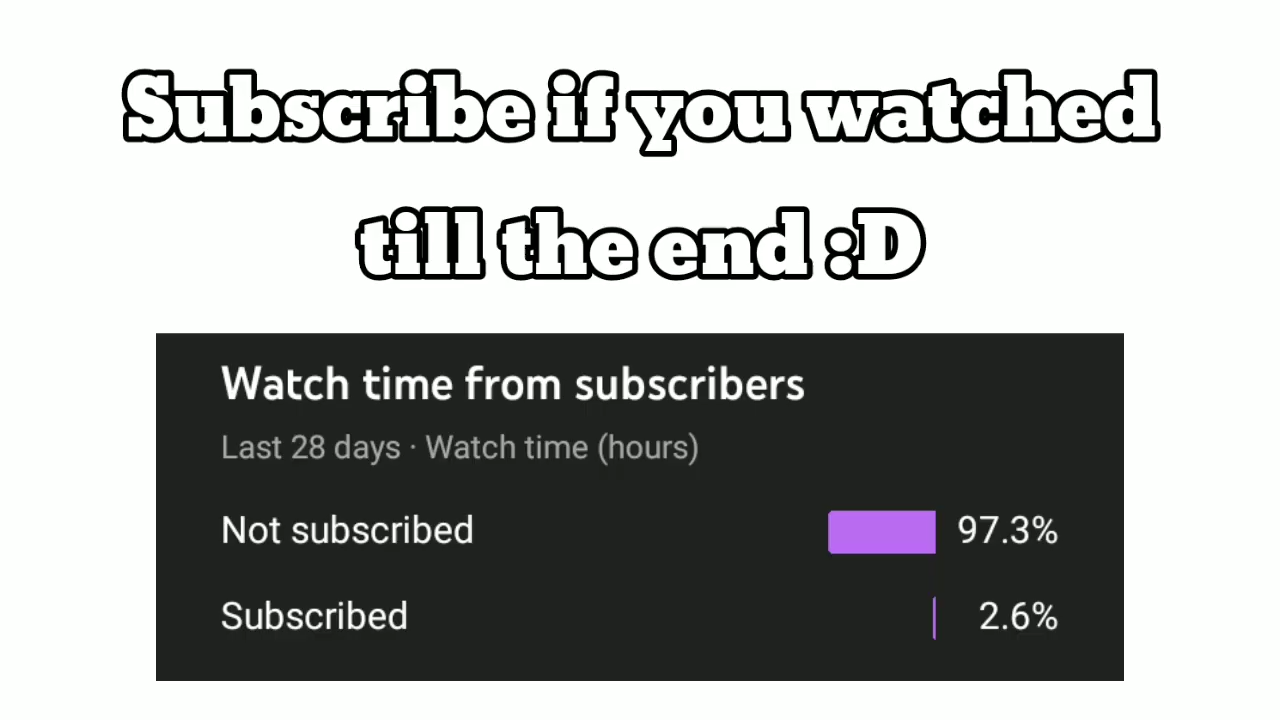 Subscribe if you watched
till the end :D
Watch time from subscribers
Last 28 days · Watch time (hours)
Not subscribed 97.3%
Subscribed 2.6%